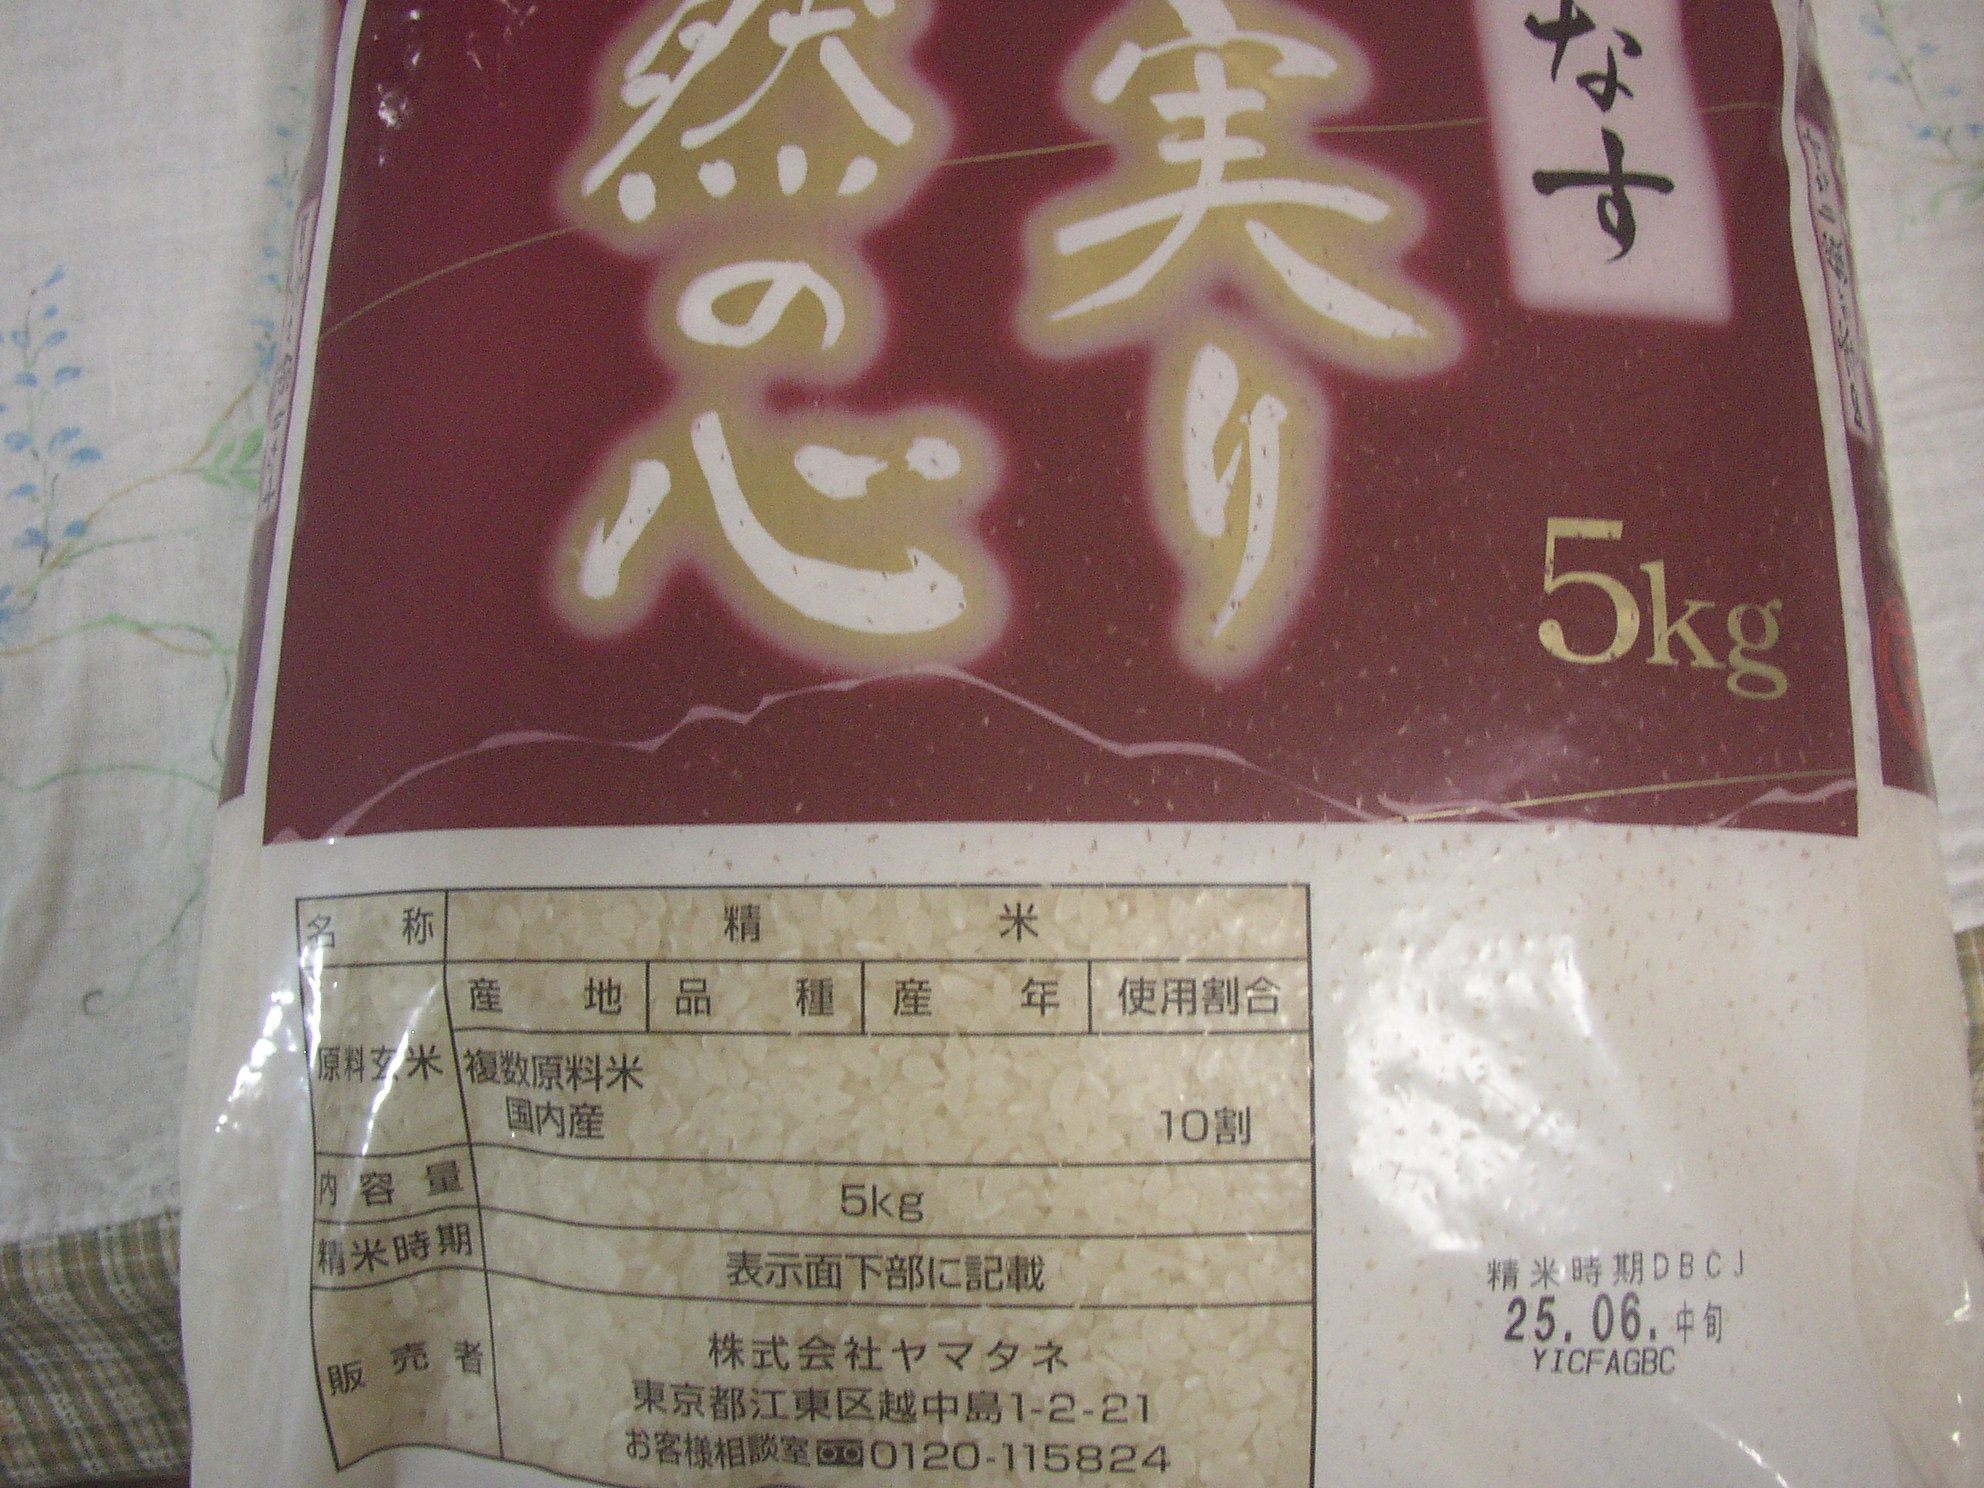 なす
実り
然の心
5kg
名称 精米
産地 品種 産年 使用割合
原料玄米 複数原料米
国内産 10割
内容量 5kg
精米時期 表示面下部に記載
販売者 株式会社ヤマタネ
東京都江東区越中島1-2-21
お客様相談室 0120-115824
精米時期DBCJ
25.06.中旬
YICFAGBC